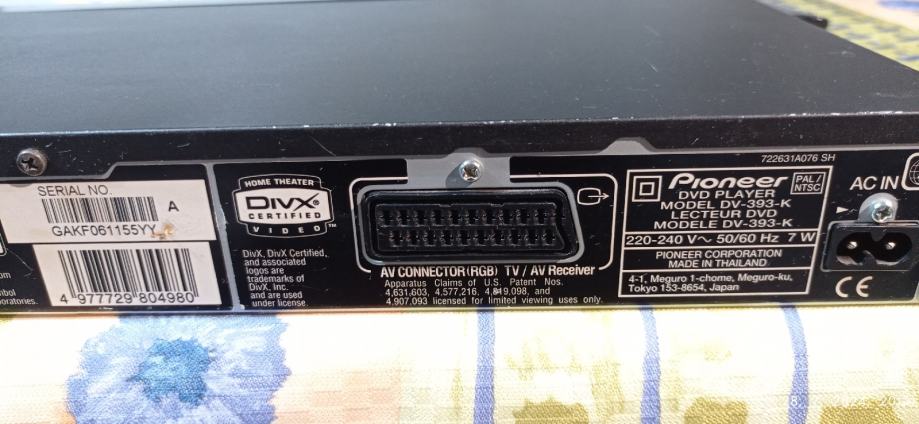 SERIAL NO.
A
GAKF061155YY
4 977729 804980
HOME THEATER
DIVX®
CERTIFIED
VIDEO™
DivX, DivX Certified,
and associated
logos are
trademarks of
DivX, Inc.
and are used
under license.
AV CONNECTOR(RGB) TV / AV Receiver
Apparatus Claims of U.S. Patent Nos.
4,631,603, 4,577,216, 4,819,098, and
4,907,093 licensed for limited viewing uses only.
722631A076 SH
Pioneer
PAL/
NTSC
DVD PLAYER
MODEL DV-393-K
LECTEUR DVD
MODELE DV-393-K
220-240 V~ 50/60 Hz 7 W
PIONEER CORPORATION
MADE IN THAILAND
4-1, Meguro 1-chome, Meguro-ku,
Tokyo 153-8654, Japan
AC IN
CE